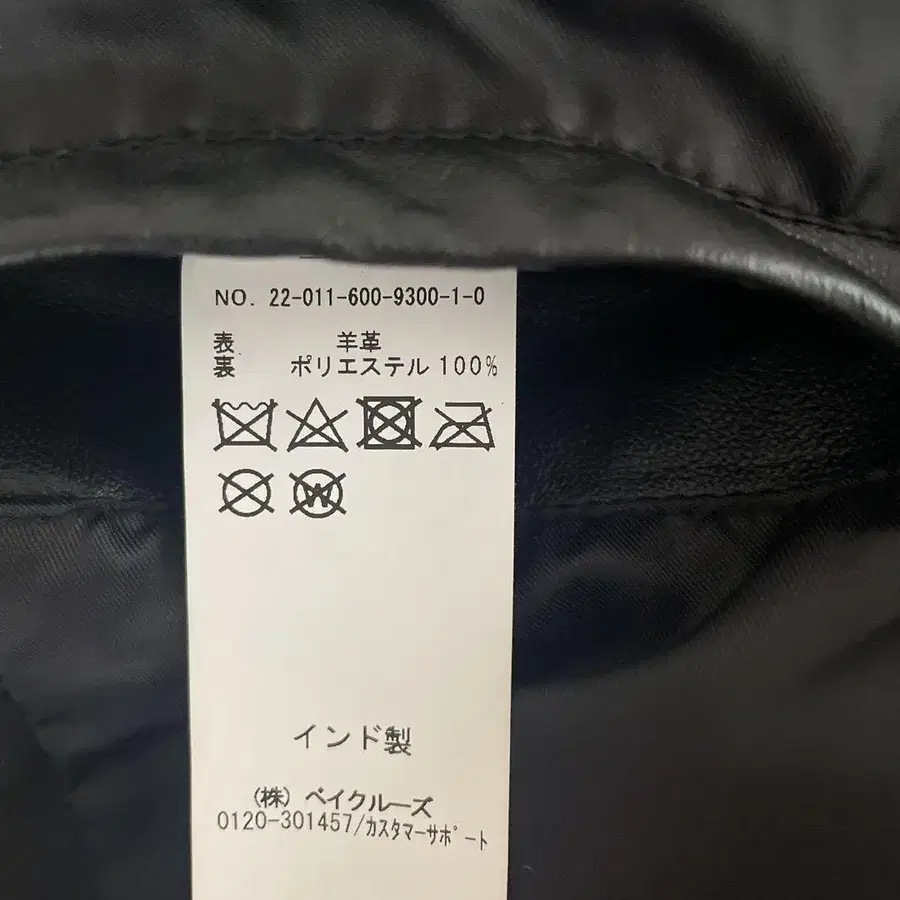 NO. 22-011-600-9300-1-0
表 羊革
裏 ポリエステル 100%
インド製
(株) ベイクルーズ
0120-301457/カスタマーサポート